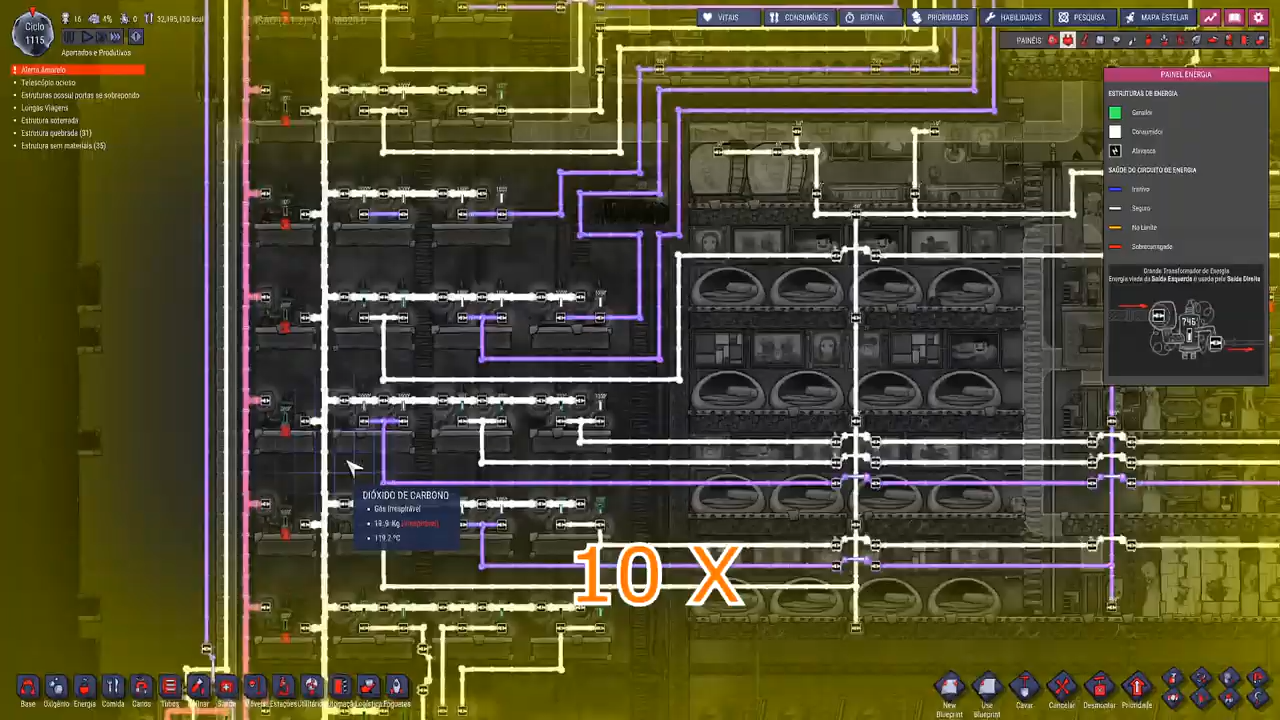 Ciclo
1115
16
4%
0
32,195,130 kcal
Apertados e Produtivos
Alerta Amarelo
Telescópio ocioso
Estruturas possui portas se sobrepondo
Longas Viagens
Estrutura soterrada
Estrutura quebrada (31)
Estrutura sem materiais (35)
VITAIS
CONSUMÍVEIS
ROTINA
PRIORIDADES
HABILIDADES
PESQUISA
MAPA ESTELAR
PAINÉIS
PAINEL ENERGIA
ESTRUTURAS DE ENERGIA
Gerador
Consumidor
Alavanca
SAÚDO DO CIRCUITO DE ENERGIA
Inativo
Seguro
No Limite
Sobrecarregado
Grande Transformador de Energia
Energia vinda da Saída Esquerda é usada pela Saída Direita
DIÓXIDO DE CARBONO
Gás Irrespirável
119.2 ºC
10 X
Base
Oxigênio
Energia
Comida
Canos
Tubos
Estações
Foguetes
New
Blueprint
Use
Blueprint
Cavar
Cancelar
Desmontar
Prioridade